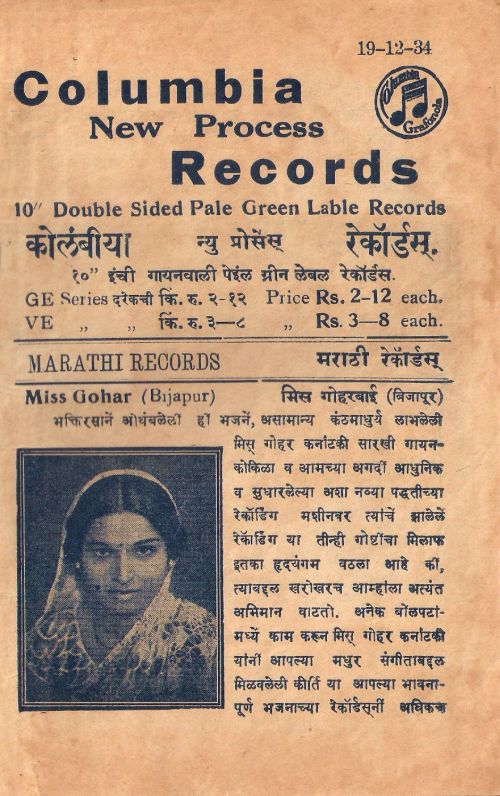 19-12-34
Columbia
Columbia
Grafonola
New Process
Records
10" Double Sided Pale Green Lable Records
कोलंबीया न्यु प्रोसेस् रेकॉर्डस्.
१०" इंची गायनवाली पेइंल ग्रीन लेबल रेकॉर्डस.
GE Series दरेकची किं. रु. २-१२ Price Rs. 2-12 each.
VE „ „ किं. रु. ३—८ „ Rs. 3—8 each.
MARATHI RECORDS मराठी रेकॉर्डस्
Miss Gohar (Bijapur) मिस गोहरबाई (विजापूर)
भक्तिरसानें ओथंबलेलीं हीं भजनें, असामान्य कंठमाधुर्य लाभलेली
मिस् गोहर कर्नाटकी सारखी गायन-
कोकिळा व आमच्या अगदीं आधुनिक
व सुधारलेल्या अशा नव्या पद्धतीच्या
रेकॉर्डिंग मशीनवर त्यांचें झालेलें
रेकॅार्डिंग या तीन्ही गोष्टींचा मिलाफ
इतका हृदयंगम वठला आहे कीं,
त्याबद्दल खरोखरच आम्हांला अत्यंत
अभिमान वाटतो. अनेक बोलपटां-
मध्यें काम करून मिस् गोहर कर्नाटकी
यांनीं आपल्या मधुर संगीताबद्दल
मिळवलेली कीर्ति या आपल्या भावना-
पूर्ण भजनाच्या रेकॉर्डस्‌नीं अधिकच